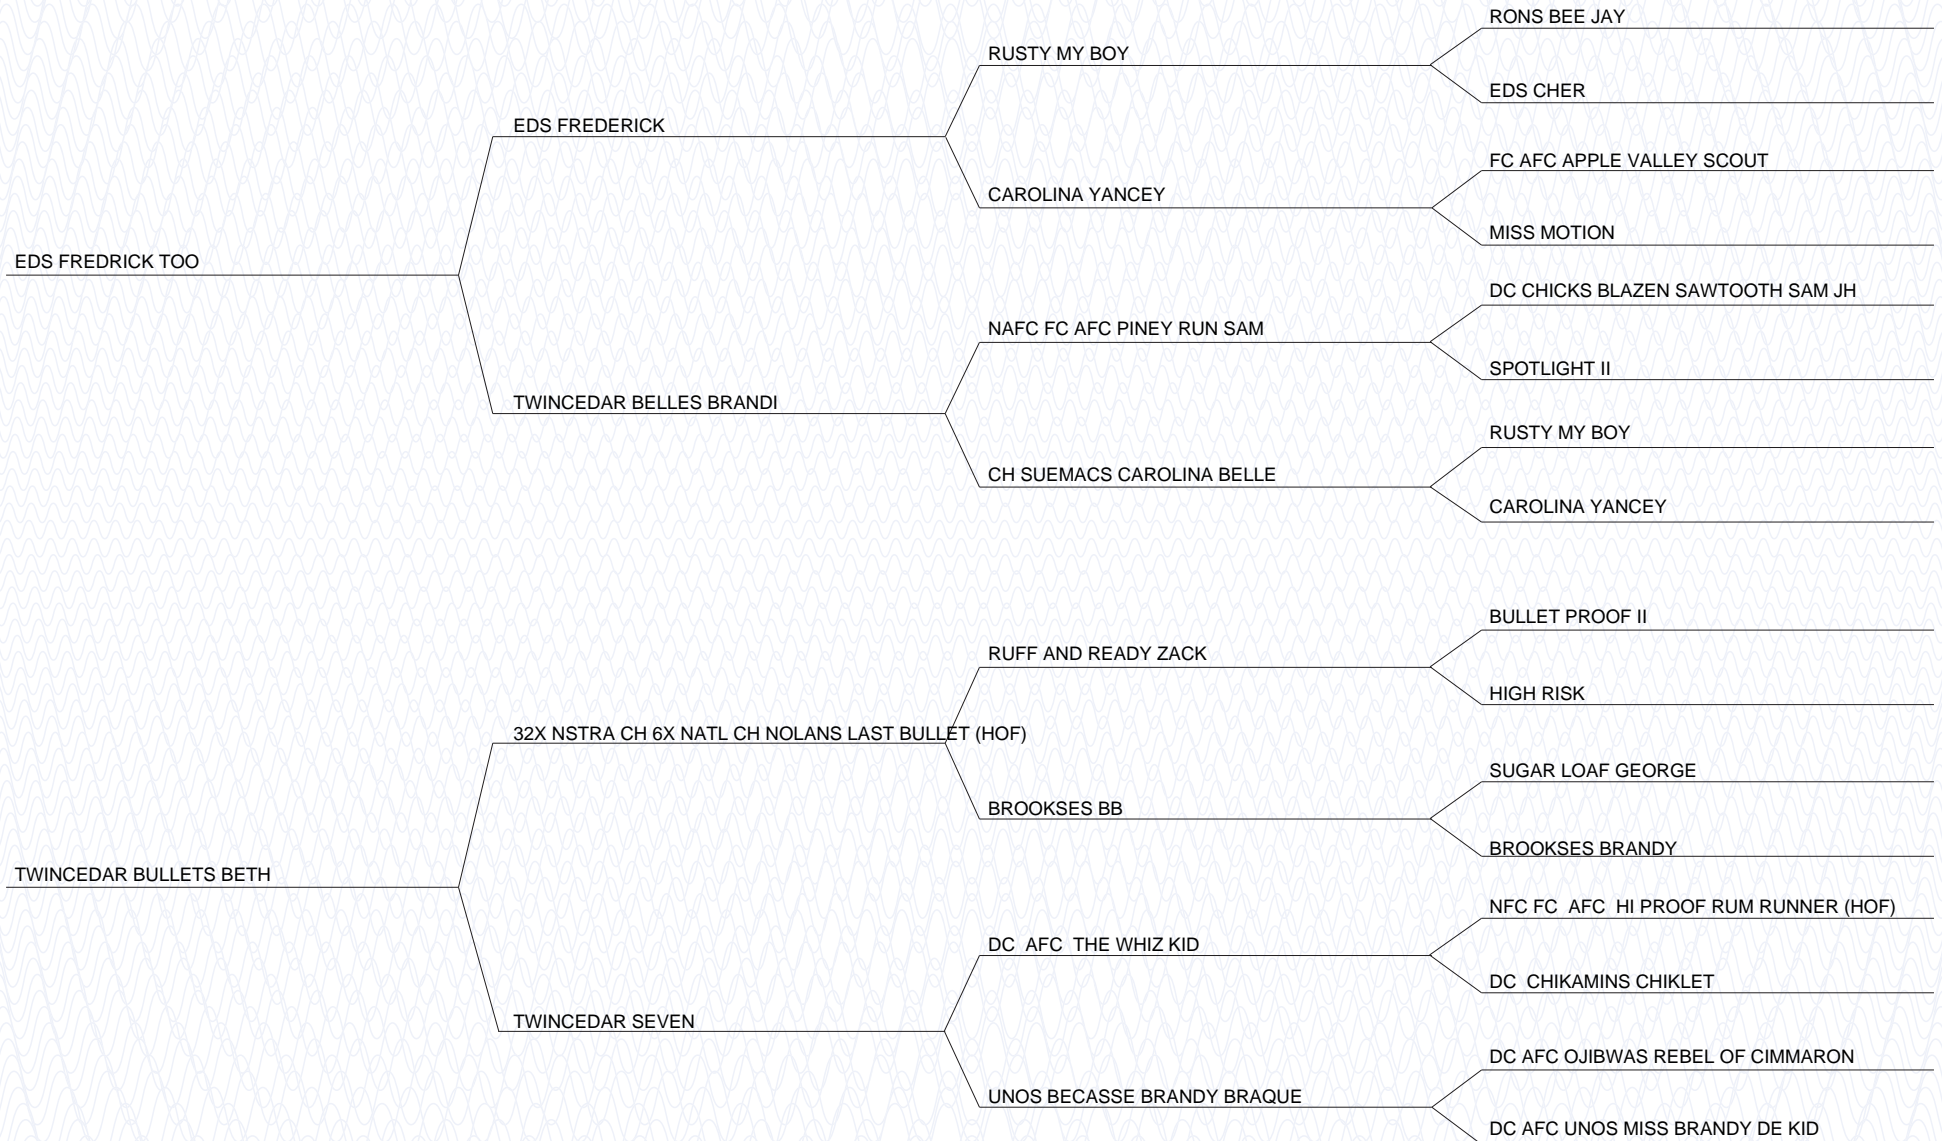 RONS BEE JAY
RUSTY MY BOY
EDS CHER
EDS FREDERICK
FC AFC APPLE VALLEY SCOUT
CAROLINA YANCEY
MISS MOTION
EDS FREDRICK TOO
DC CHICKS BLAZEN SAWTOOTH SAM JH
NAFC FC AFC PINEY RUN SAM
SPOTLIGHT II
TWINCEDAR BELLES BRANDI
RUSTY MY BOY
CH SUEMACS CAROLINA BELLE
CAROLINA YANCEY
BULLET PROOF II
RUFF AND READY ZACK
HIGH RISK
32X NSTRA CH 6X NATL CH NOLANS LAST BULLET (HOF)
SUGAR LOAF GEORGE
BROOKSES BB
BROOKSES BRANDY
TWINCEDAR BULLETS BETH
NFC FC  AFC  HI PROOF RUM RUNNER (HOF)
DC  AFC  THE WHIZ KID
DC  CHIKAMINS CHIKLET
TWINCEDAR SEVEN
DC AFC OJIBWAS REBEL OF CIMMARON
UNOS BECASSE BRANDY BRAQUE
DC AFC UNOS MISS BRANDY DE KID